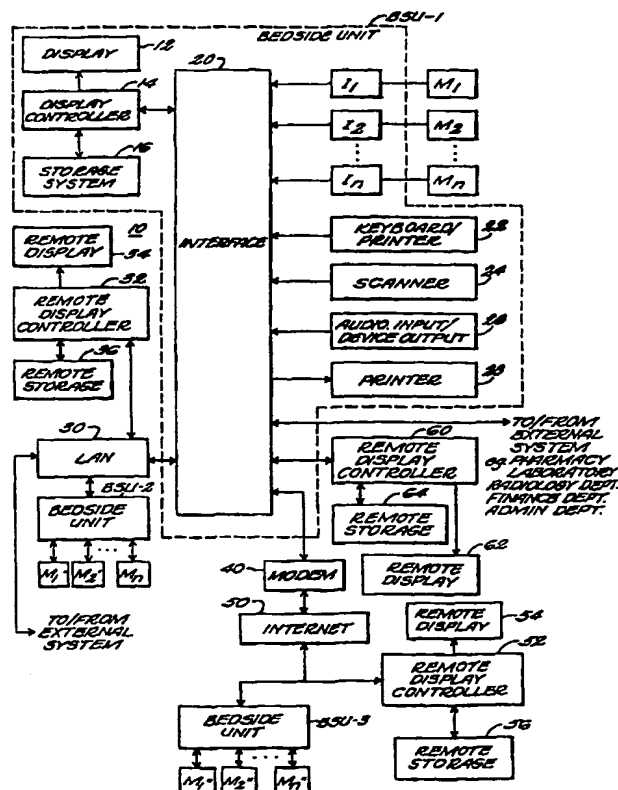 BSU-1
BEDSIDE UNIT
12
DISPLAY
14
DISPLAY
CONTROLLER
16
STORAGE
SYSTEM
20
INTERFACE
I1
M1
I2
M2
In
Mn
KEYBOARD/
PRINTER
22
SCANNER
24
AUDIO INPUT/
DEVICE OUTPUT
PRINTER
10
REMOTE
DISPLAY
34
32
REMOTE
DISPLAY
CONTROLLER
36
REMOTE
STORAGE
30
LAN
BSU-2
BEDSIDE
UNIT
M1'
M2'
Mn'
TO/FROM
EXTERNAL
SYSTEM
60
REMOTE
DISPLAY
CONTROLLER
64
REMOTE
STORAGE
62
REMOTE
DISPLAY
TO/FROM
EXTERNAL
SYSTEM
eg. PHARMACY
LABORATORY
RADIOLOGY DEPT.
FINANCE DEPT.
ADMIN DEPT.
40
MODEM
50
INTERNET
REMOTE
DISPLAY
54
52
REMOTE
DISPLAY
CONTROLLER
56
REMOTE
STORAGE
BEDSIDE
UNIT
BSU-3
M1"
M2"
Mn"